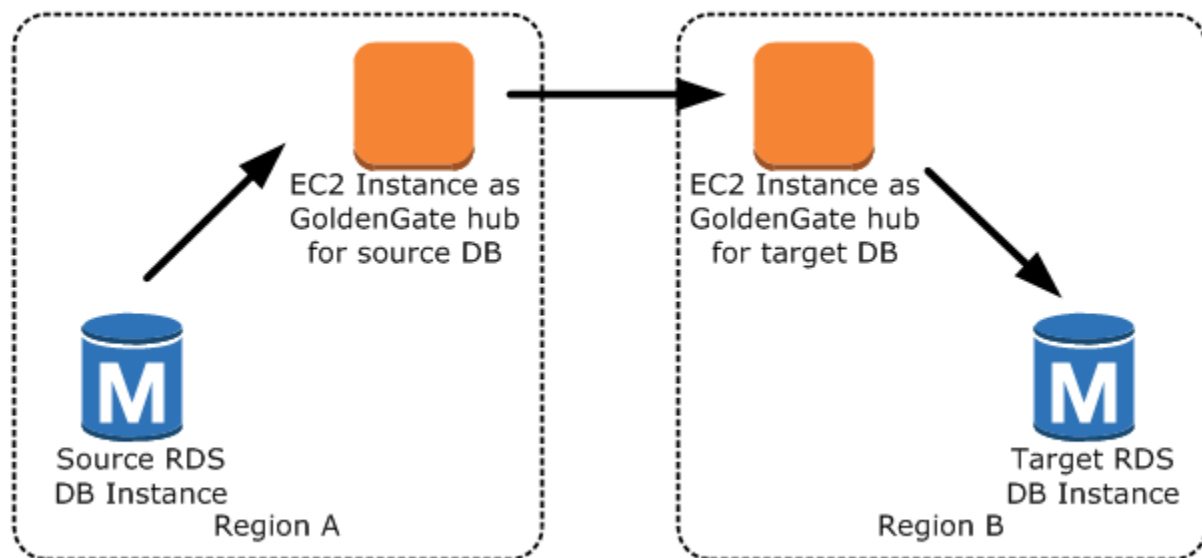 EC2 Instance as
GoldenGate hub
for source DB
EC2 Instance as
GoldenGate hub
for target DB
M
Source RDS
DB Instance
Region A
M
Target RDS
DB Instance
Region B